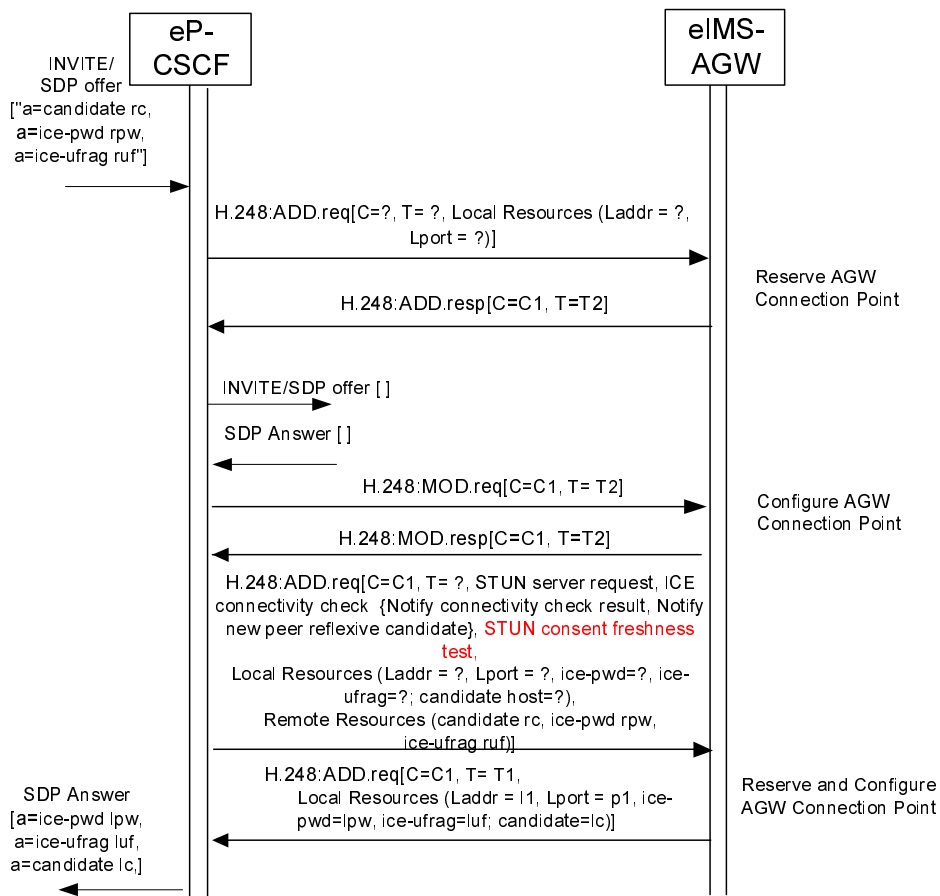 eP-
CSCF
eIMS-
AGW
INVITE/
SDP offer
["a=candidate rc,
a=ice-pwd rpw,
a=ice-ufrag ruf"]
H.248:ADD.req[C=?, T= ?, Local Resources (Laddr = ?,
Lport = ?)]
Reserve AGW
Connection Point
H.248:ADD.resp[C=C1, T=T2]
INVITE/SDP offer [ ]
SDP Answer [ ]
H.248:MOD.req[C=C1, T= T2]
Configure AGW
Connection Point
H.248:MOD.resp[C=C1, T=T2]
H.248:ADD.req[C=C1, T= ?, STUN server request, ICE
connectivity check {Notify connectivity check result, Notify
new peer reflexive candidate}, STUN consent freshness
test,
Local Resources (Laddr = ?, Lport = ?, ice-pwd=?, ice-
ufrag=?; candidate host=?),
Remote Resources (candidate rc, ice-pwd rpw,
ice-ufrag ruf)]
H.248:ADD.req[C=C1, T= T1,
Local Resources (Laddr = l1, Lport = p1, ice-
pwd=lpw, ice-ufrag=luf; candidate=lc)]
Reserve and Configure
AGW Connection Point
SDP Answer
[a=ice-pwd lpw,
a=ice-ufrag luf,
a=candidate lc,]